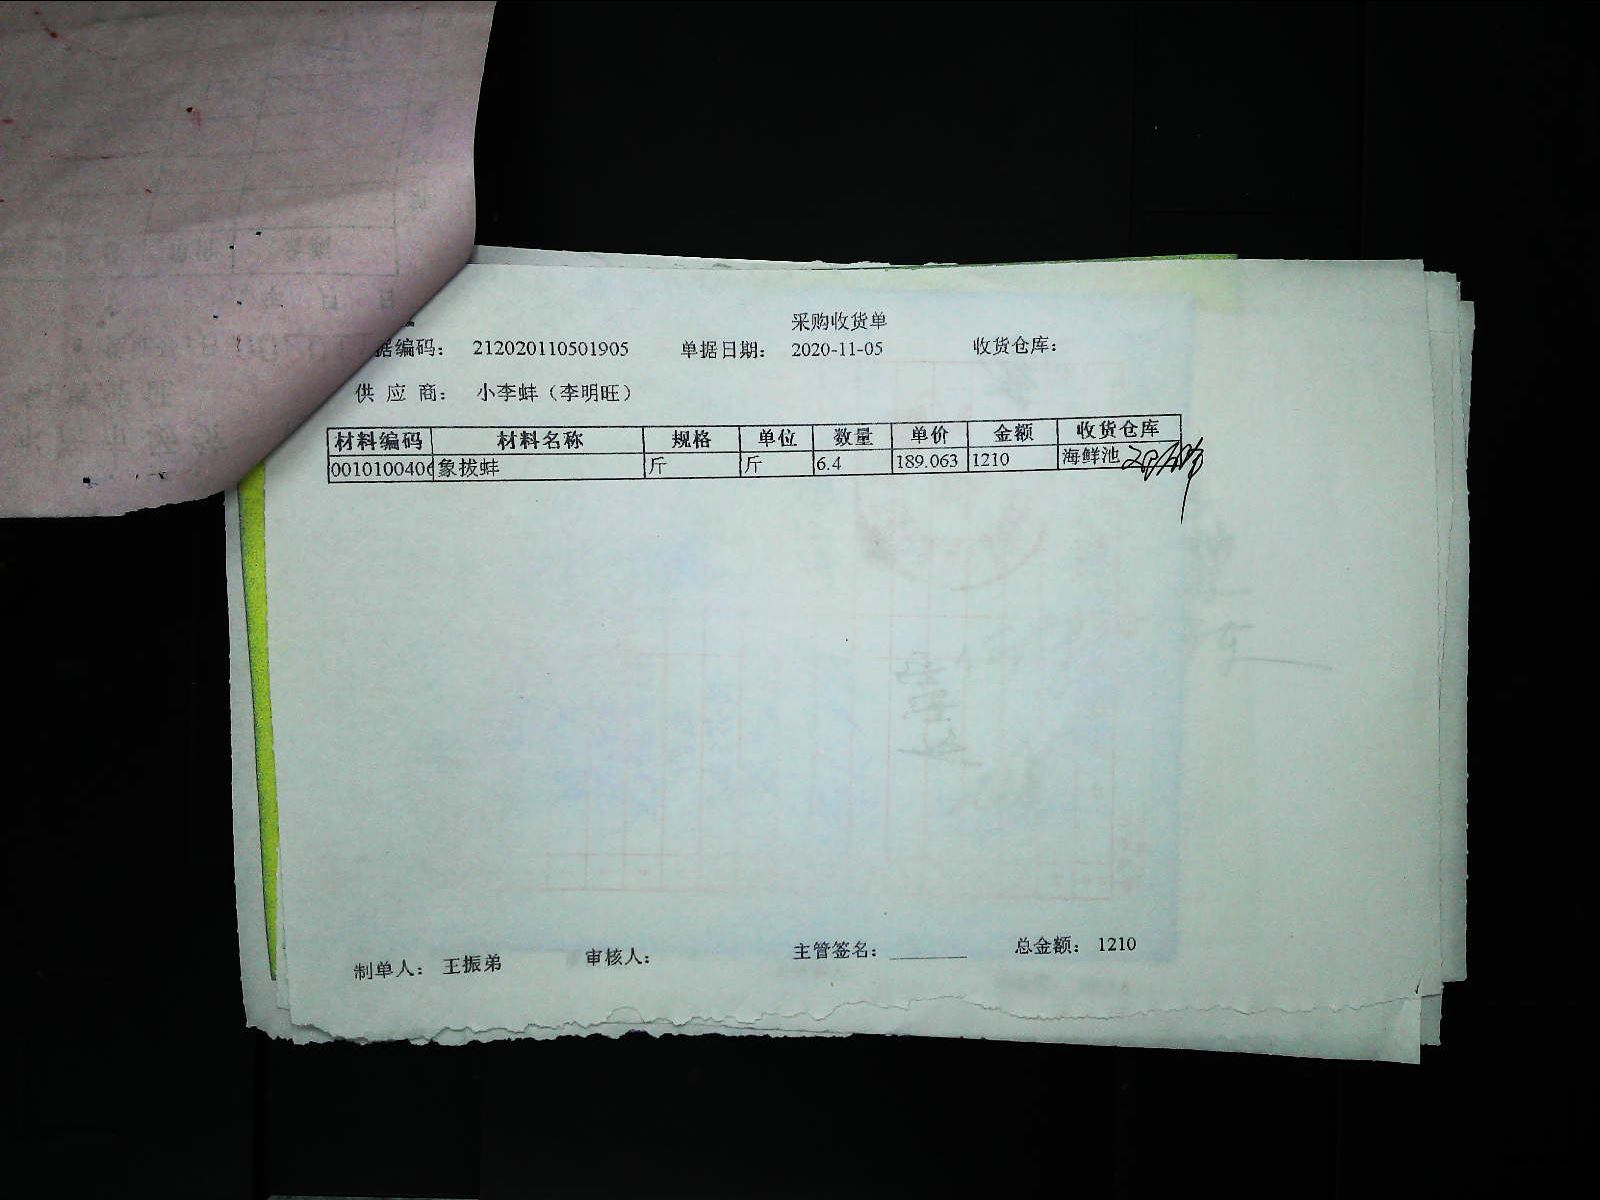 采购收货单
据编码： 212020110501905 单据日期： 2020-11-05 收货仓库：
供 应 商： 小李蚌（李明旺）
材料编码 材料名称 规格 单位 数量 单价 金额 收货仓库
0010100406 象拔蚌 斤 斤 6.4 189.063 1210 海鲜池
制单人： 王振弟 审核人： 主管签名： 总金额： 1210